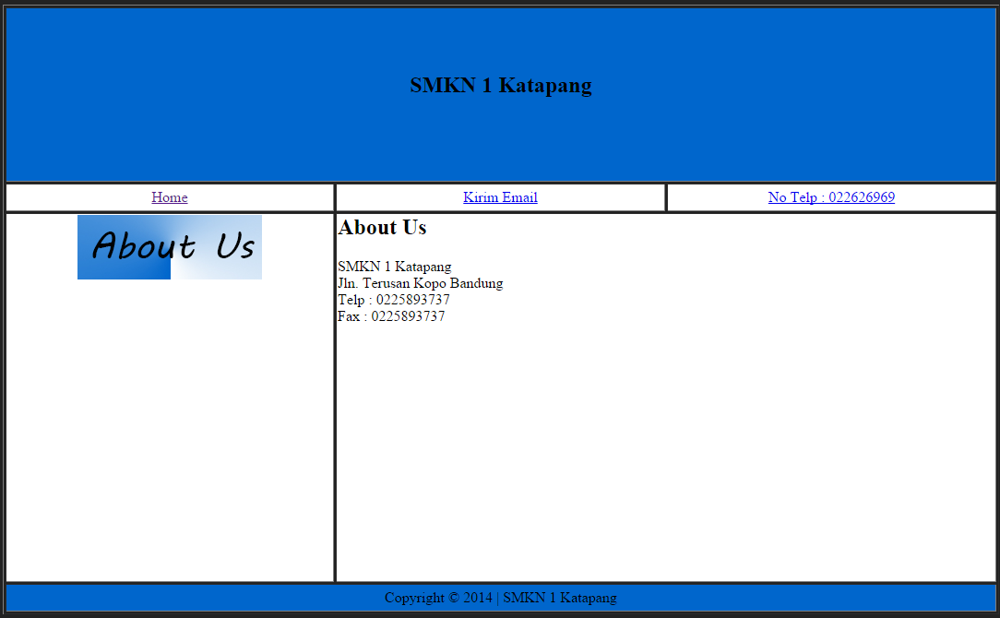 SMKN 1 Katapang
Home
Kirim Email
No Telp : 022626969
About Us
About Us
SMKN 1 Katapang
Jln. Terusan Kopo Bandung
Telp : 0225893737
Fax : 0225893737
Copyright © 2014 | SMKN 1 Katapang